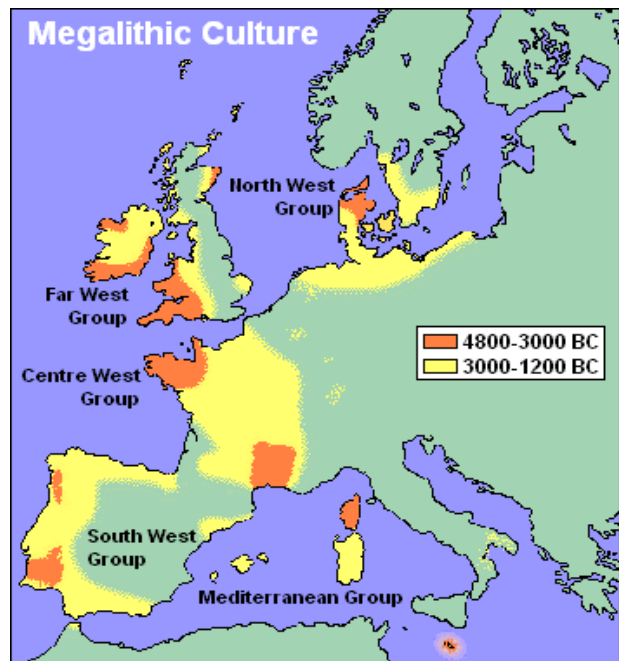 Megalithic Culture
North West
Group
Far West
Group
4800-3000 BC
3000-1200 BC
Centre West
Group
South West
Group
Mediterranean Group